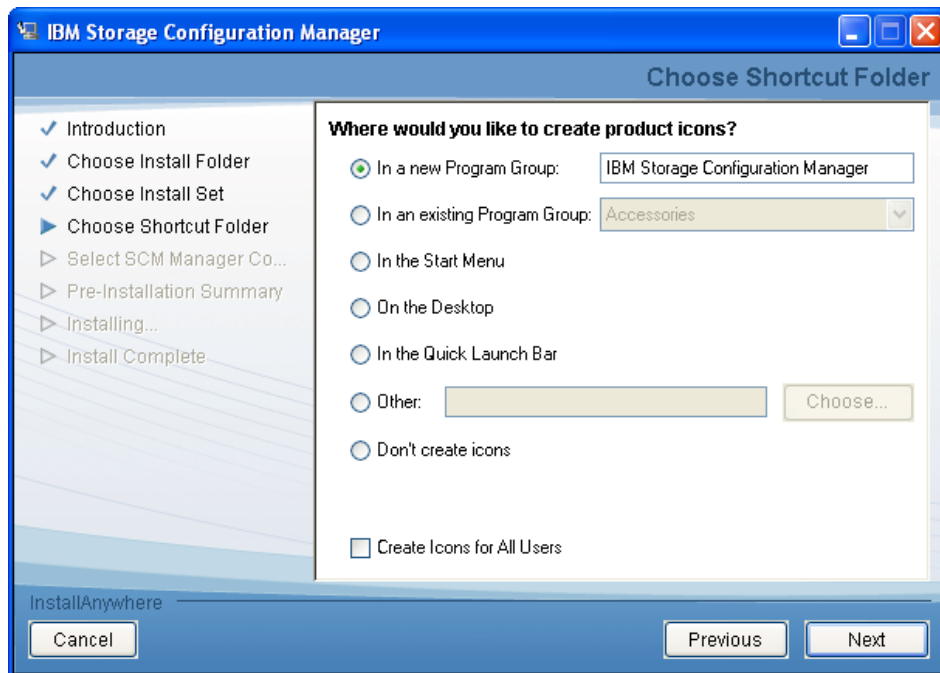 IBM Storage Configuration Manager
Choose Shortcut Folder
Introduction
Choose Install Folder
Choose Install Set
Choose Shortcut Folder
Select SCM Manager Co...
Pre-Installation Summary
Installing...
Install Complete
Where would you like to create product icons?
In a new Program Group: IBM Storage Configuration Manager
In an existing Program Group: Accessories
In the Start Menu
On the Desktop
In the Quick Launch Bar
Other: Choose...
Don't create icons
Create Icons for All Users
InstallAnywhere
Cancel Previous Next